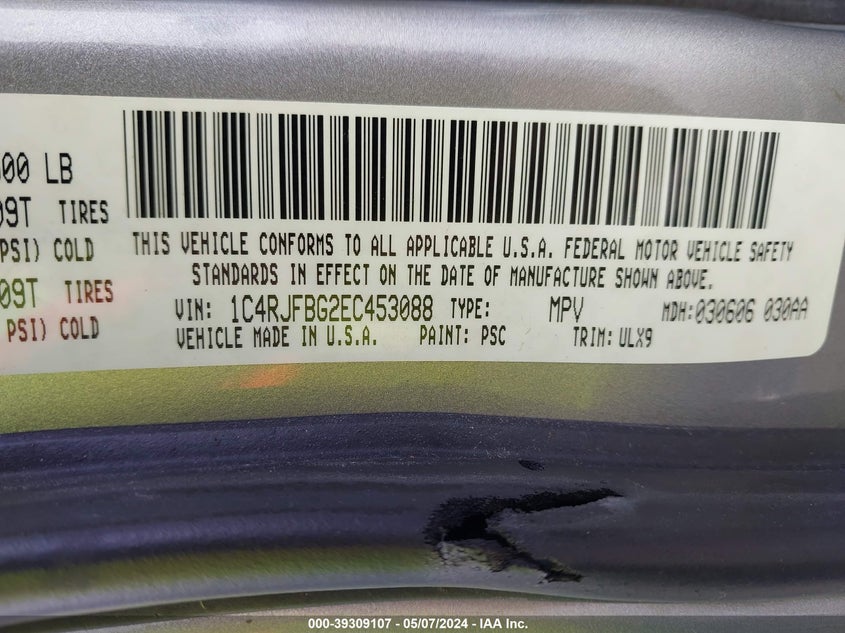 00 LB
09T TIRES
PSI) COLD
09T TIRES
PSI) COLD
THIS VEHICLE CONFORMS TO ALL APPLICABLE U.S.A. FEDERAL MOTOR VEHICLE SAFETY
STANDARDS IN EFFECT ON THE DATE OF MANUFACTURE SHOWN ABOVE.
VIN: 1C4RJFBG2EC453088 TYPE: MPV MDH:030606 030AA
VEHICLE MADE IN U.S.A. PAINT: PSC TRIM: ULX9
000-39309107 - 05/07/2024 - IAA Inc.